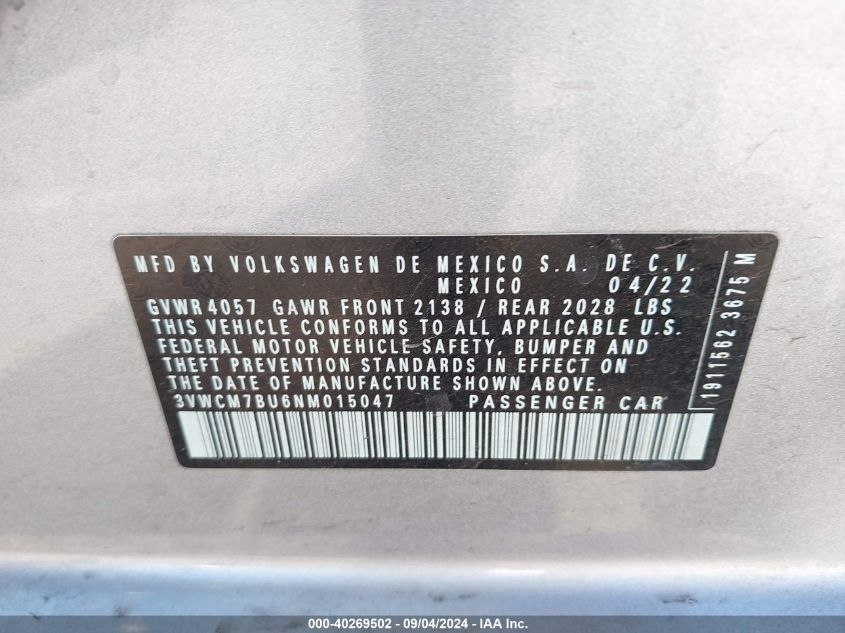 MFD BY VOLKSWAGEN DE MEXICO S.A. DE C.V.
MEXICO 04/22
GVWR 4057 GAWR FRONT 2138 / REAR 2028 LBS
THIS VEHICLE CONFORMS TO ALL APPLICABLE U.S.
FEDERAL MOTOR VEHICLE SAFETY, BUMPER AND
THEFT PREVENTION STANDARDS IN EFFECT ON
THE DATE OF MANUFACTURE SHOWN ABOVE.
3VWCM7BU6NM015047 PASSENGER CAR
1911562 3675 M
000-40269502 - 09/04/2024 - IAA Inc.